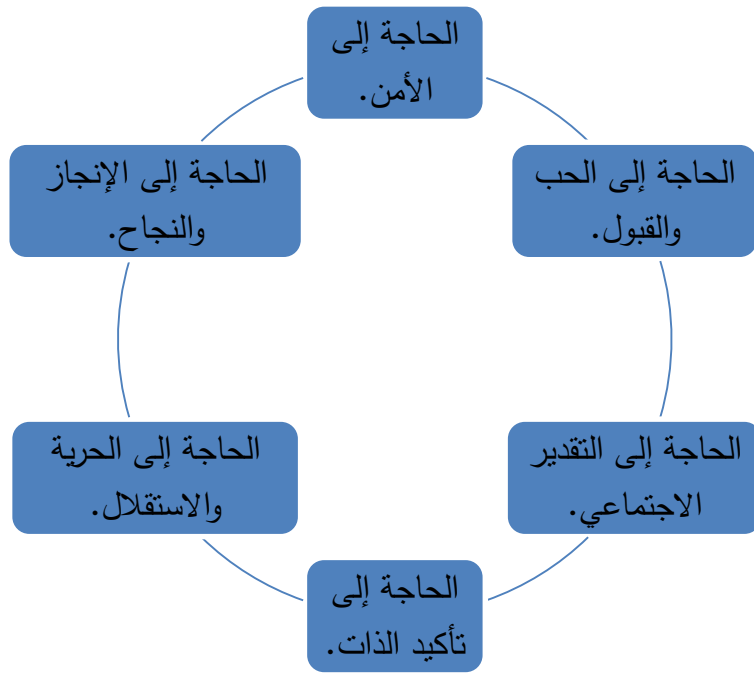 الحاجة إلى
الأمن.
الحاجة إلى الحب
والقبول.
الحاجة إلى التقدير
الاجتماعي.
الحاجة إلى
تأكيد الذات.
الحاجة إلى الحرية
والاستقلال.
الحاجة إلى الإنجاز
والنجاح.